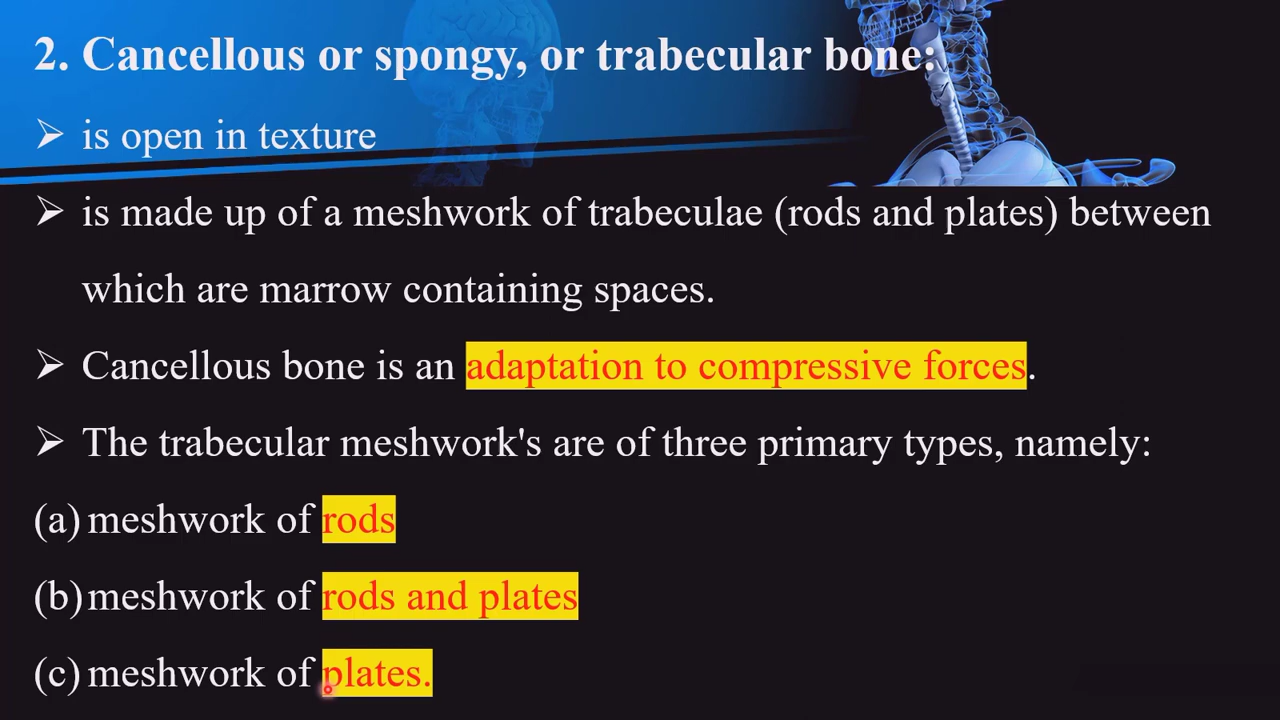 2. Cancellous or spongy, or trabecular bone:
➢ is open in texture
➢ is made up of a meshwork of trabeculae (rods and plates) between
which are marrow containing spaces.
➢ Cancellous bone is an adaptation to compressive forces.
➢ The trabecular meshwork's are of three primary types, namely:
(a) meshwork of rods
(b) meshwork of rods and plates
(c) meshwork of plates.